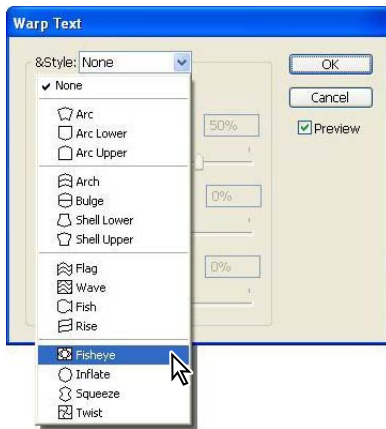 Warp Text
&Style: None
OK
None
Cancel
Arc
50%
Preview
Arc Lower
Arc Upper
Arch
Bulge
0%
Shell Lower
Shell Upper
Flag
0%
Wave
Fish
Rise
Fisheye
Inflate
Squeeze
Twist